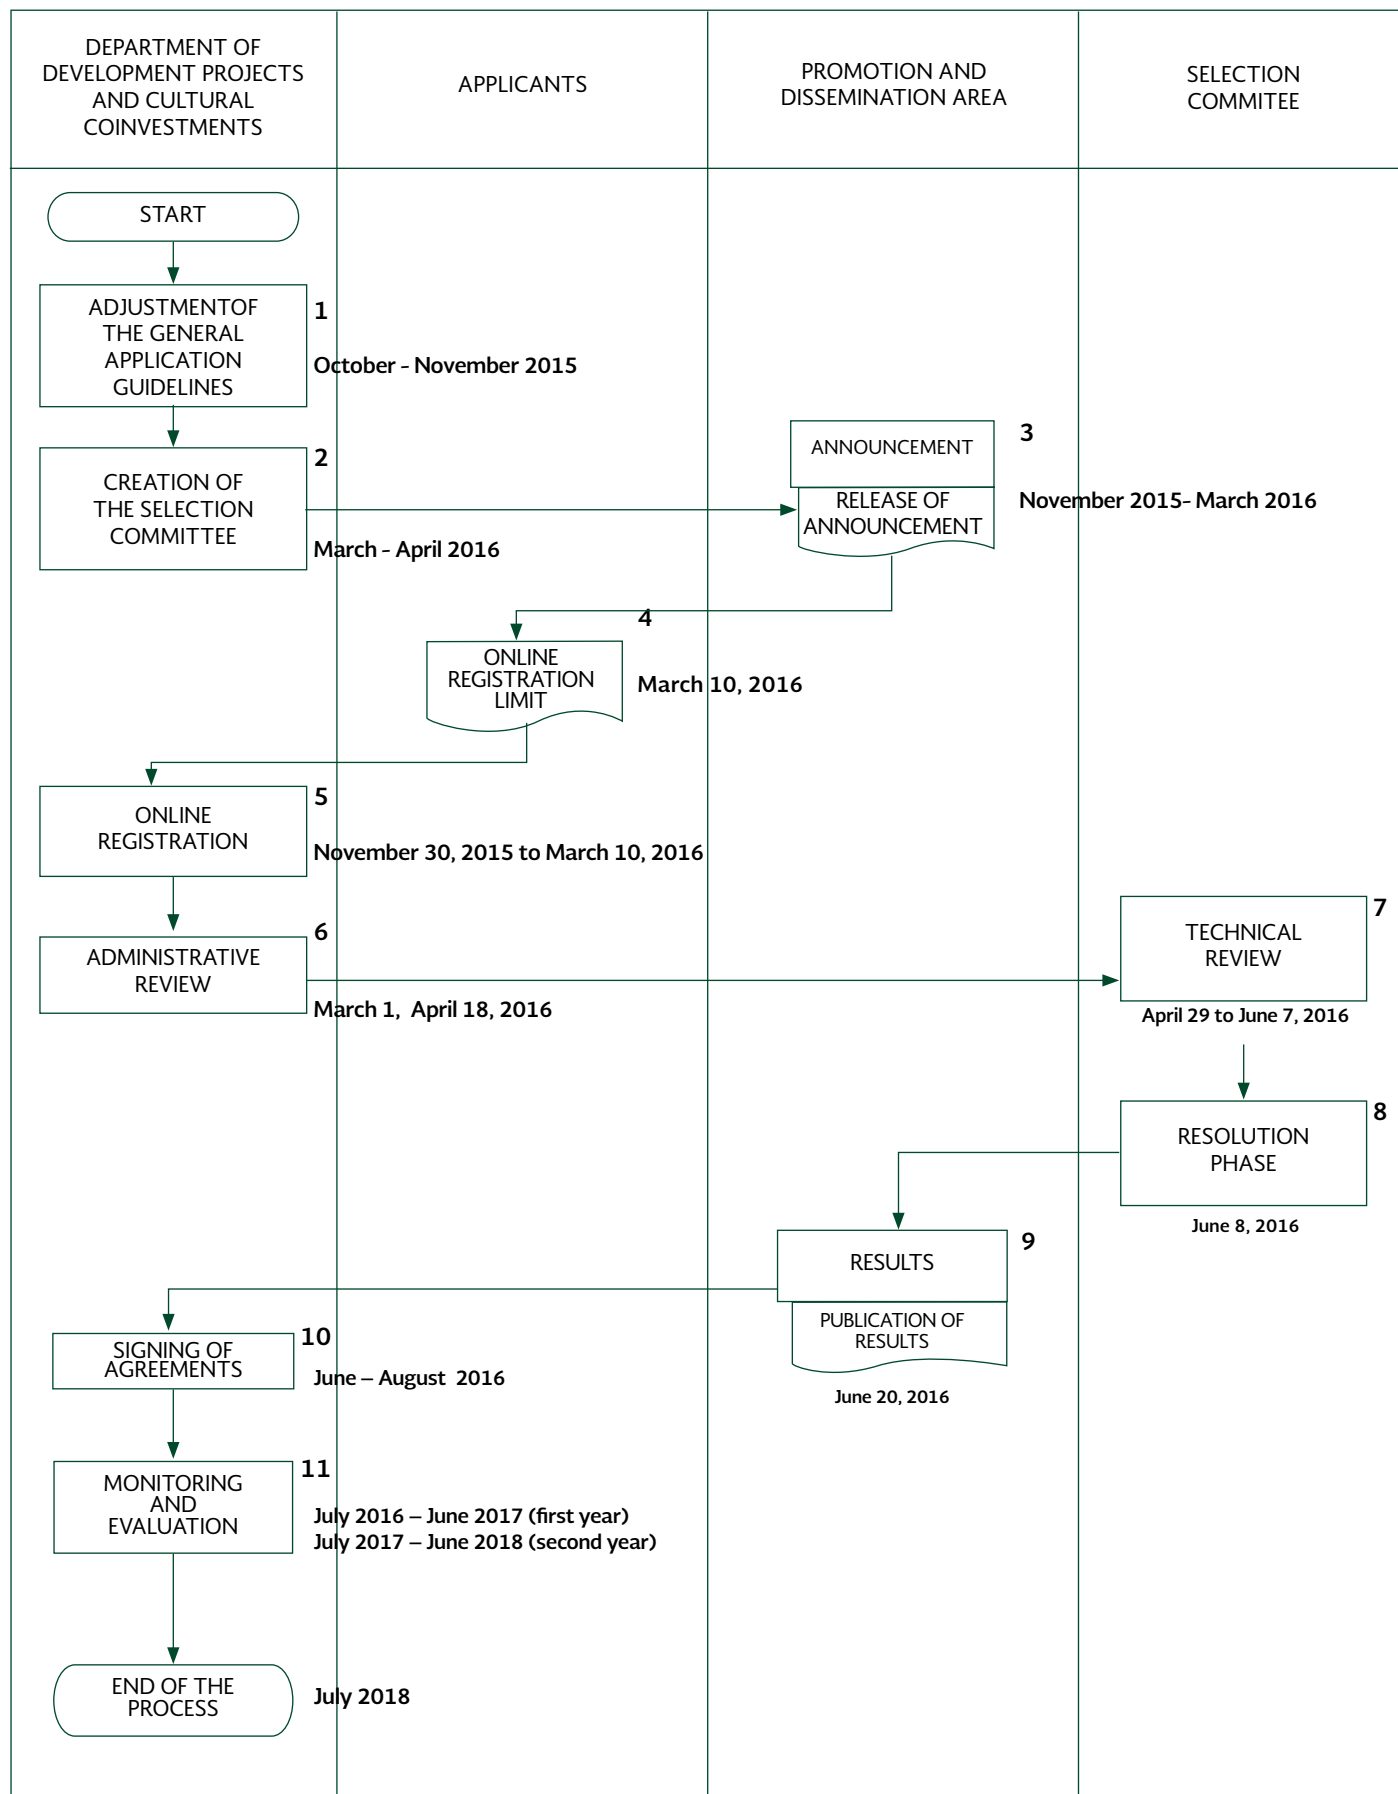 DEPARTMENT OF
DEVELOPMENT PROJECTS
AND CULTURAL
COINVESTMENTS
APPLICANTS
PROMOTION AND
DISSEMINATION AREA
SELECTION
COMMITEE
START
ADJUSTMENTOF
THE GENERAL
APPLICATION
GUIDELINES
1
October - November 2015
CREATION OF
THE SELECTION
COMMITTEE
2
March - April 2016
ANNOUNCEMENT
RELEASE OF
ANNOUNCEMENT
3
November 2015- March 2016
4
ONLINE
REGISTRATION
LIMIT
March 10, 2016
ONLINE
REGISTRATION
5
November 30, 2015 to March 10, 2016
ADMINISTRATIVE
REVIEW
6
March 1, April 18, 2016
7
TECHNICAL
REVIEW
April 29 to June 7, 2016
8
RESOLUTION
PHASE
June 8, 2016
9
RESULTS
PUBLICATION OF
RESULTS
June 20, 2016
SIGNING OF
AGREEMENTS
10
June – August 2016
MONITORING
AND
EVALUATION
11
July 2016 – June 2017 (first year)
July 2017 – June 2018 (second year)
END OF THE
PROCESS
July 2018